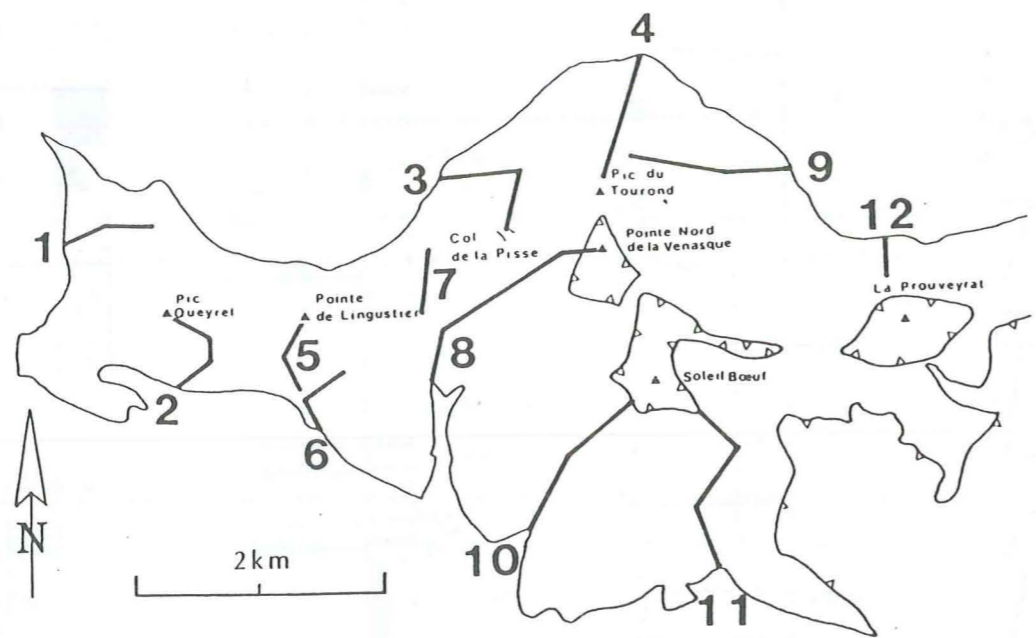 4
3
Pic du
Tourond
9
12
1
Col
de la Pisse
Pointe Nord
de la Venasque
7
La Prouveyrat
Pic
Queyrel
Pointe
de Lingustier
5
8
Soleil Bœuf
2
6
N
2km
10
11